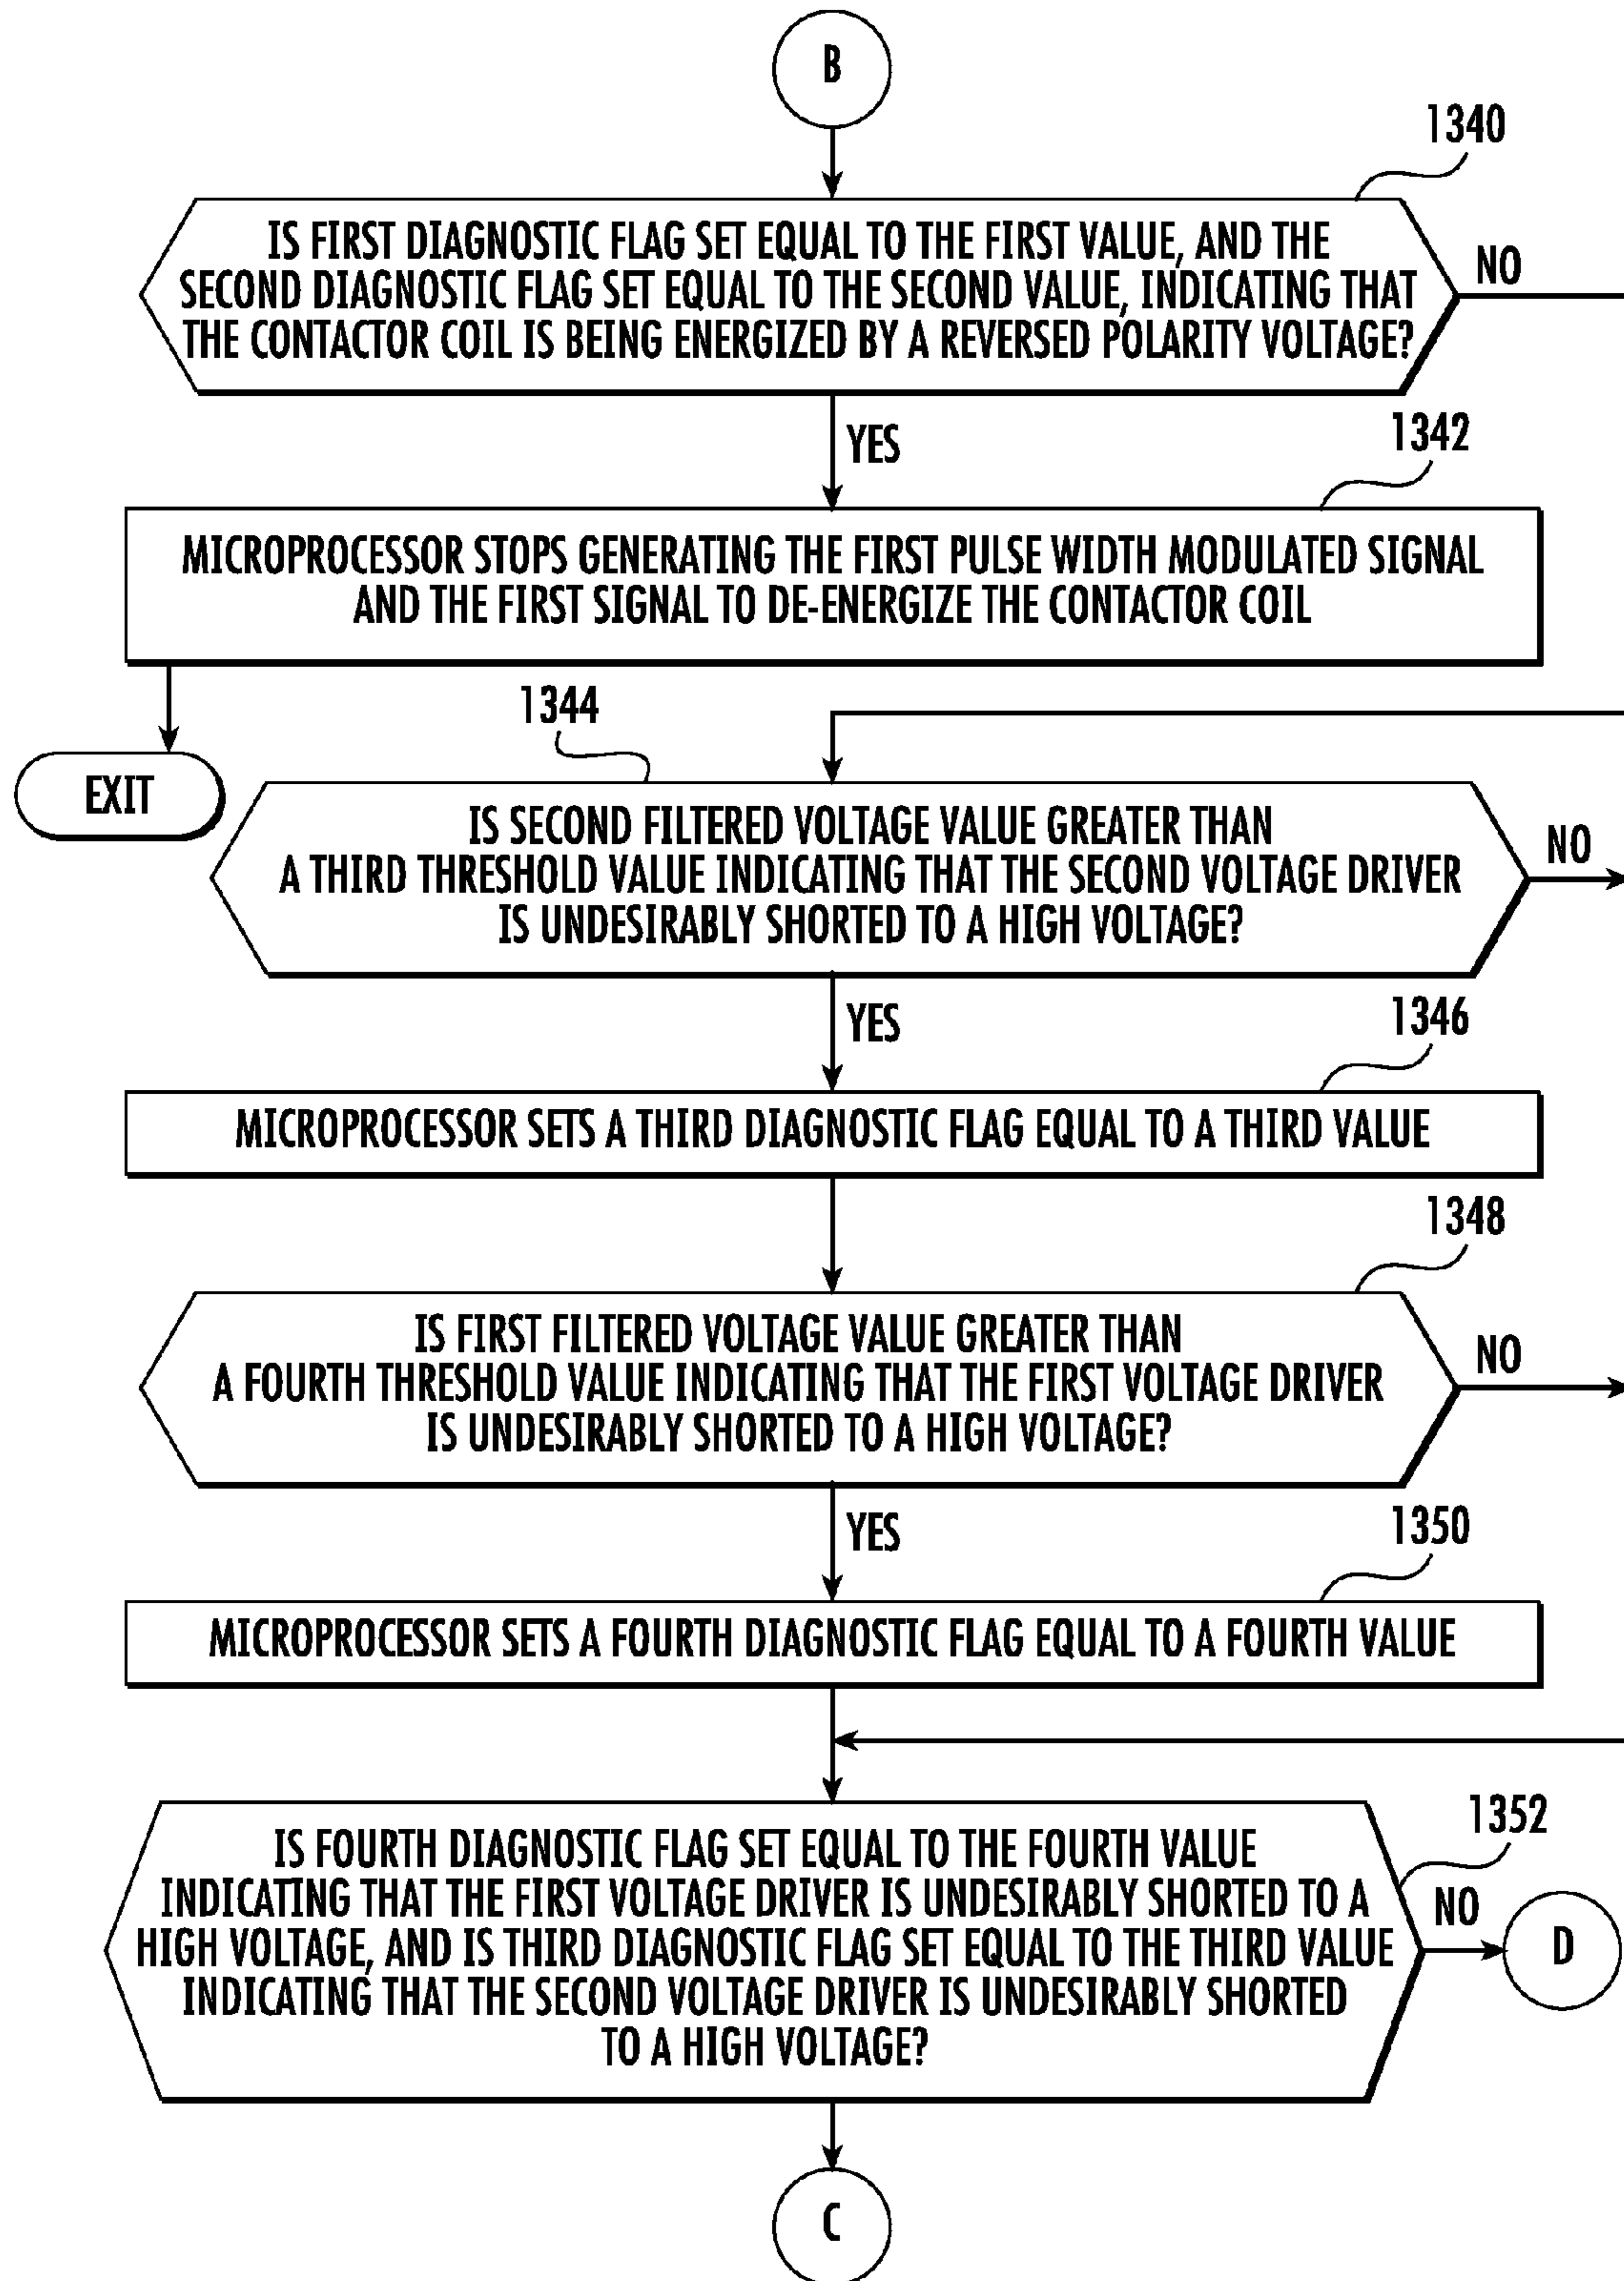 B
1340
IS FIRST DIAGNOSTIC FLAG SET EQUAL TO THE FIRST VALUE, AND THE
SECOND DIAGNOSTIC FLAG SET EQUAL TO THE SECOND VALUE, INDICATING THAT
THE CONTACTOR COIL IS BEING ENERGIZED BY A REVERSED POLARITY VOLTAGE?
NO
YES
1342
MICROPROCESSOR STOPS GENERATING THE FIRST PULSE WIDTH MODULATED SIGNAL
AND THE FIRST SIGNAL TO DE-ENERGIZE THE CONTACTOR COIL
EXIT
1344
IS SECOND FILTERED VOLTAGE VALUE GREATER THAN
A THIRD THRESHOLD VALUE INDICATING THAT THE SECOND VOLTAGE DRIVER
IS UNDESIRABLY SHORTED TO A HIGH VOLTAGE?
NO
YES
1346
MICROPROCESSOR SETS A THIRD DIAGNOSTIC FLAG EQUAL TO A THIRD VALUE
1348
IS FIRST FILTERED VOLTAGE VALUE GREATER THAN
A FOURTH THRESHOLD VALUE INDICATING THAT THE FIRST VOLTAGE DRIVER
IS UNDESIRABLY SHORTED TO A HIGH VOLTAGE?
NO
YES
1350
MICROPROCESSOR SETS A FOURTH DIAGNOSTIC FLAG EQUAL TO A FOURTH VALUE
1352
IS FOURTH DIAGNOSTIC FLAG SET EQUAL TO THE FOURTH VALUE
INDICATING THAT THE FIRST VOLTAGE DRIVER IS UNDESIRABLY SHORTED TO A
HIGH VOLTAGE, AND IS THIRD DIAGNOSTIC FLAG SET EQUAL TO THE THIRD VALUE
INDICATING THAT THE SECOND VOLTAGE DRIVER IS UNDESIRABLY SHORTED
TO A HIGH VOLTAGE?
NO
D
C